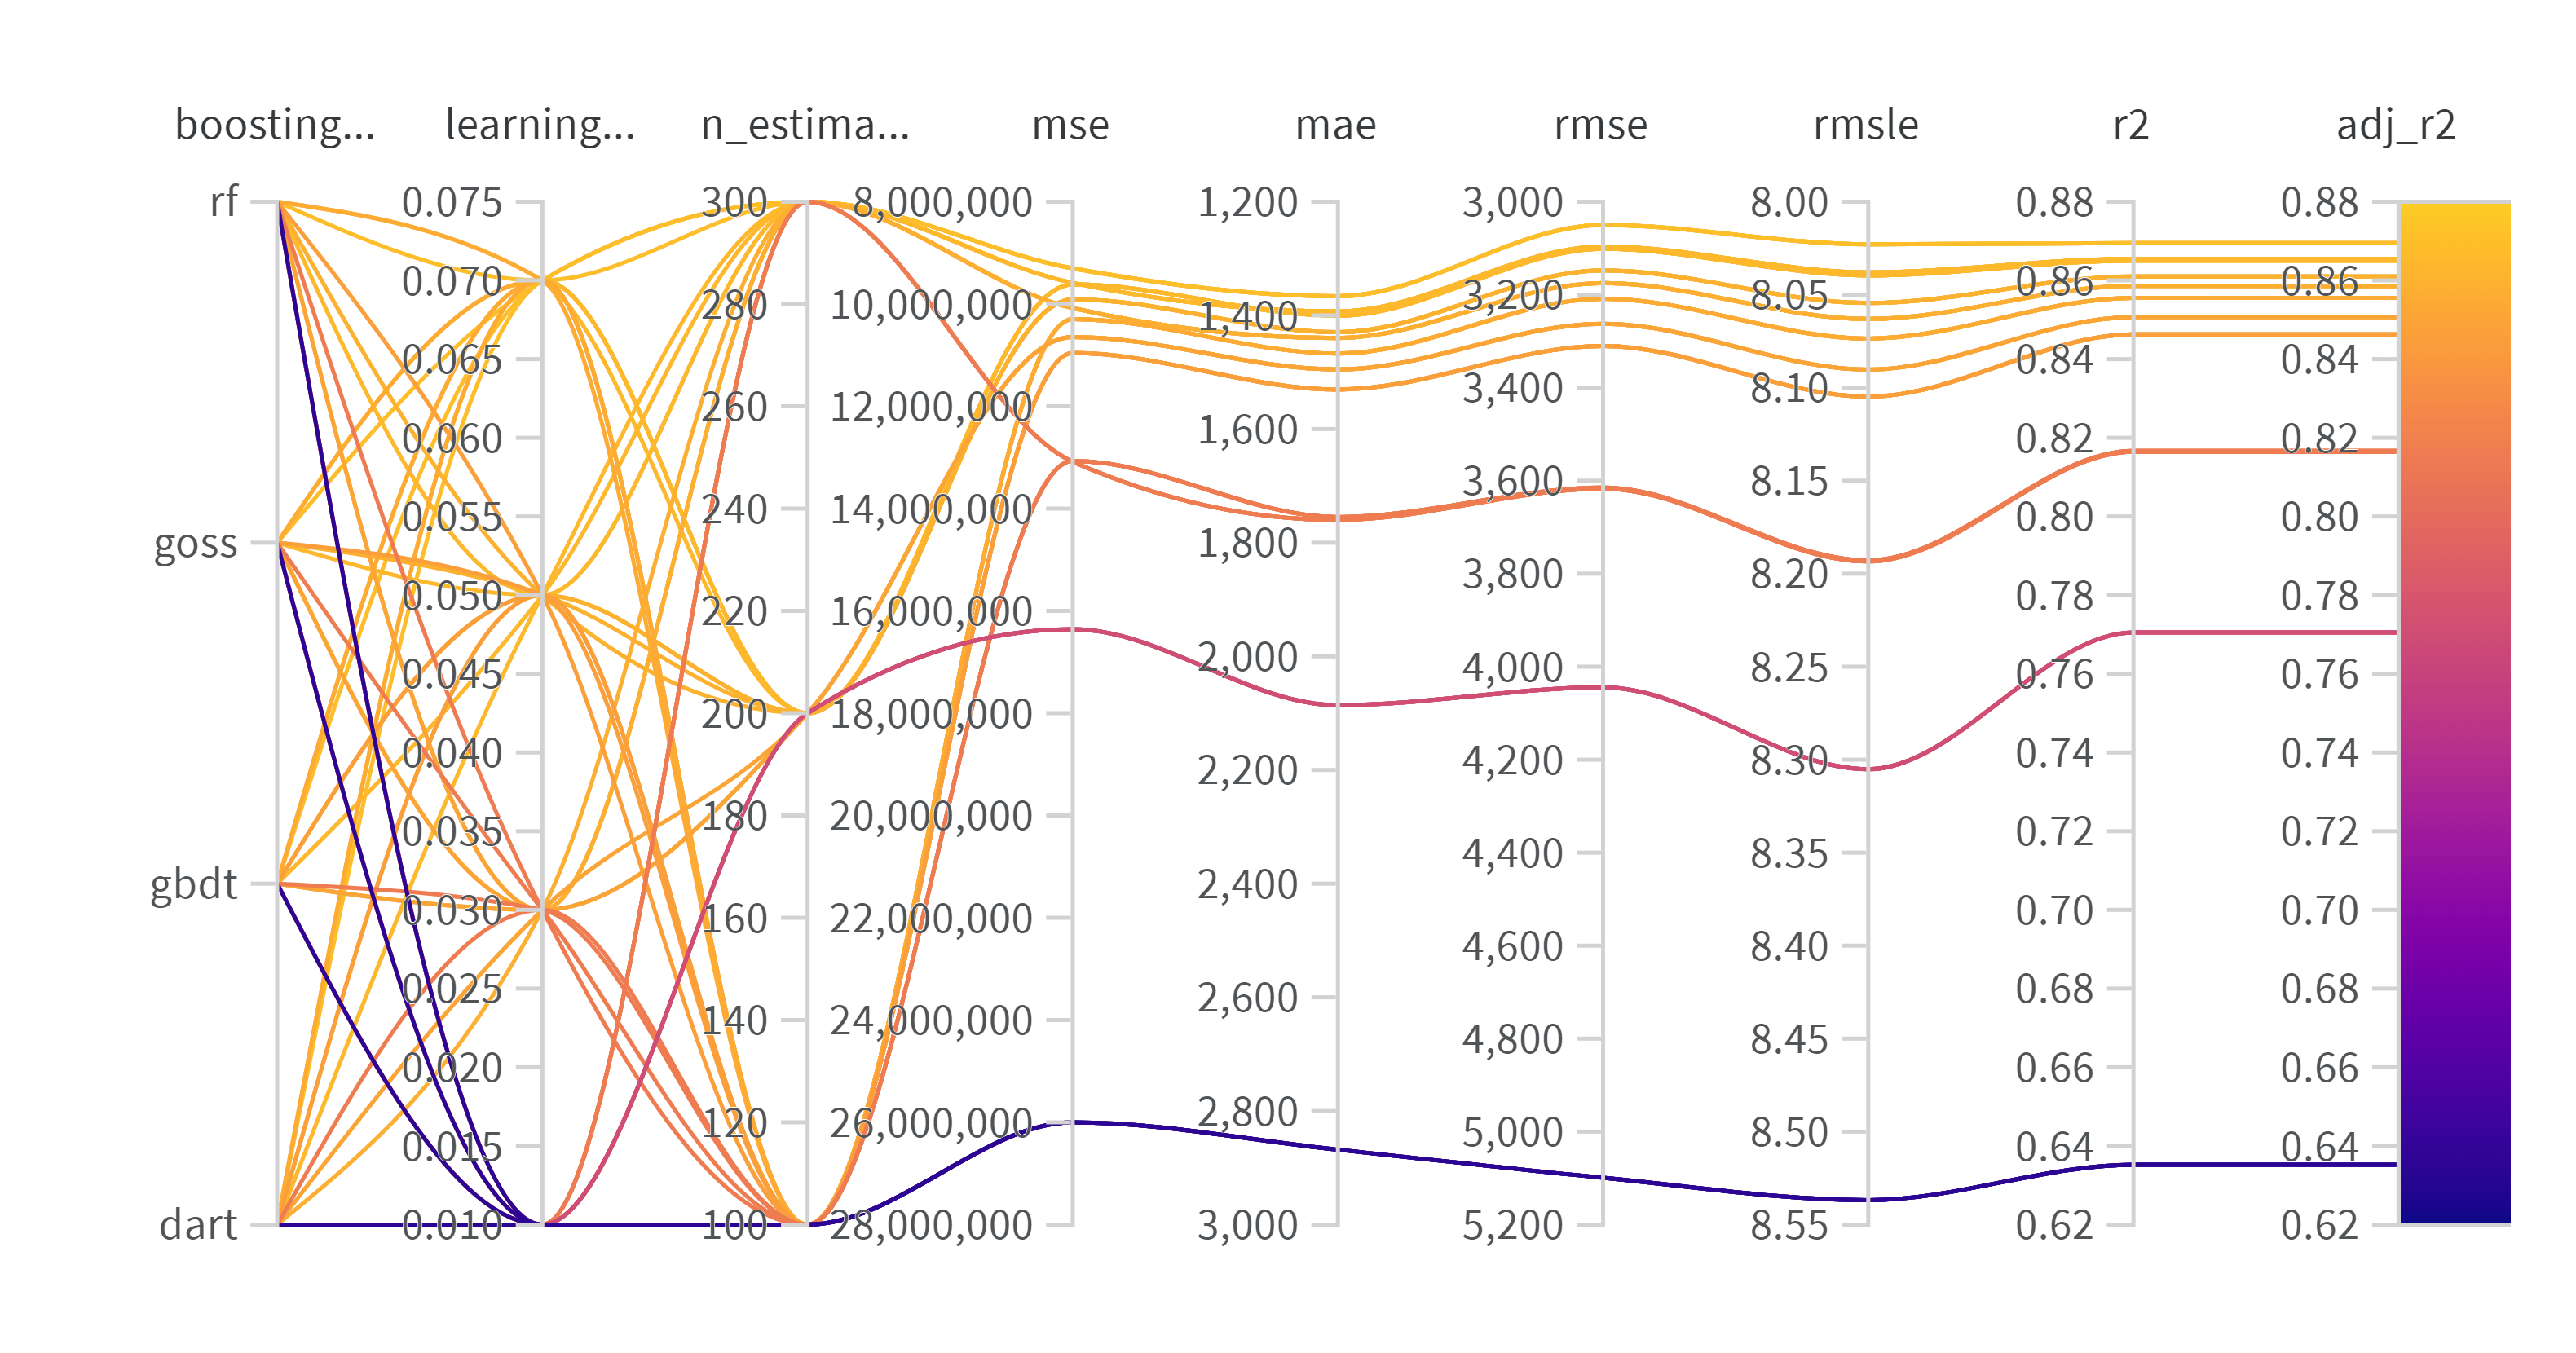 boosting... learning... n_estima... mse mae rmse rmsle r2 adj_r2
rf 0.075 300 8,000,000 1,200 3,000 8.00 0.88 0.88
0.070 280 10,000,000 1,400 3,200 8.05 0.86 0.86
0.065 260 12,000,000 1,600 3,400 8.10 0.84 0.84
0.060 240 14,000,000 1,800 3,600 8.15 0.82 0.82
goss 0.055 220 16,000,000 2,000 3,800 8.20 0.80 0.80
0.050 200 18,000,000 2,200 4,000 8.25 0.78 0.78
0.045 180 20,000,000 2,400 4,200 8.30 0.76 0.76
0.040 160 22,000,000 2,600 4,400 8.35 0.74 0.74
0.035 140 24,000,000 2,800 4,600 8.40 0.72 0.72
gbdt 0.030 120 26,000,000 3,000 4,800 8.45 0.70 0.70
0.025 100 28,000,000 5,000 8.50 0.68 0.68
0.020 5,200 8.55 0.66 0.66
0.015 0.64 0.64
dart 0.010 0.62 0.62